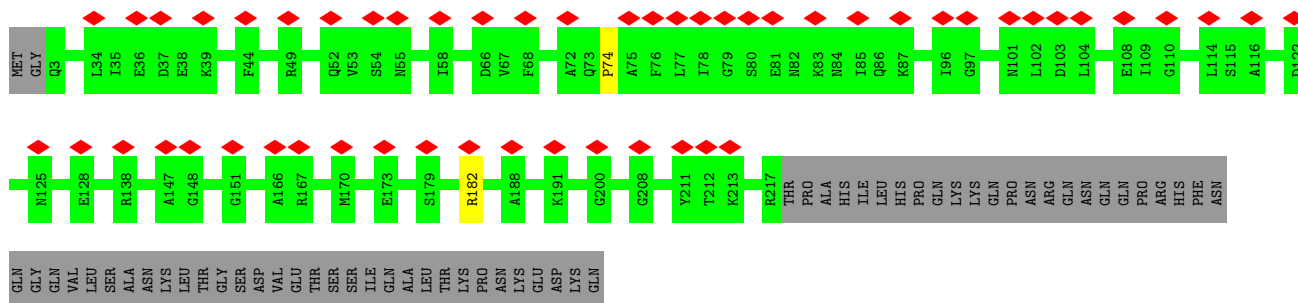 MET GLY Q3 L34 I35 E36 D37 E38 K39 F44 R49 Q52 V53 S54 N55 I58 D66 V67 F68 A72 Q73 P74 A75 F76 L77 I78 G79 S80 E81 N82 K83 N84 I85 Q86 K87 I96 G97 N101 L102 D103 L104 E108 I109 G110 L114 S115 A116
N125 E128 R138 A147 G148 G151 A166 R167 M170 E173 S179 R182 A188 K191 G200 G208 Y211 T212 K213 R217 THR PRO ALA HIS ILE LEU HIS PRO GLN LYS LYS GLN PRO ASN ARG GLN ASN GLN GLN PRO ARG HIS PHE ASN
GLN GLY GLN VAL LEU SER ALA ASN LYS LEU THR GLY SER ASP VAL GLU THR SER SER ILE GLN ALA LEU THR LYS PRO ASN LYS GLU ASP LYS GLN